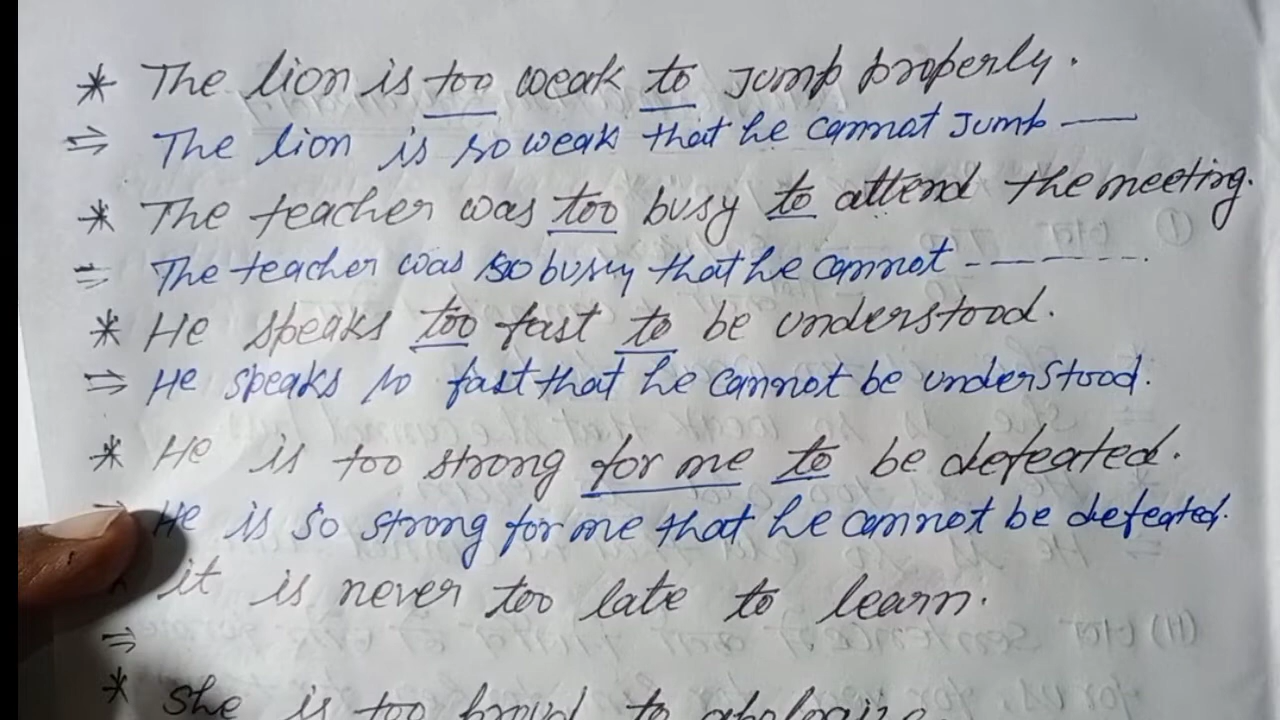 * The lion is too weak to Jump properly.
⇒ The lion is so weak that he cannot Jump —
* The teacher was too busy to attend the meeting.
⇒ The teacher was so busy that he cannot - - - - - - -.
* He speaks too fast to be understood.
⇒ He speaks so fast that he cannot be understood.
* He is too strong for me to be defeated.
⇒ He is so strong for me that he cannot be defeated.
* it is never too late to learn.
⇒
* She is too proud to apologize.